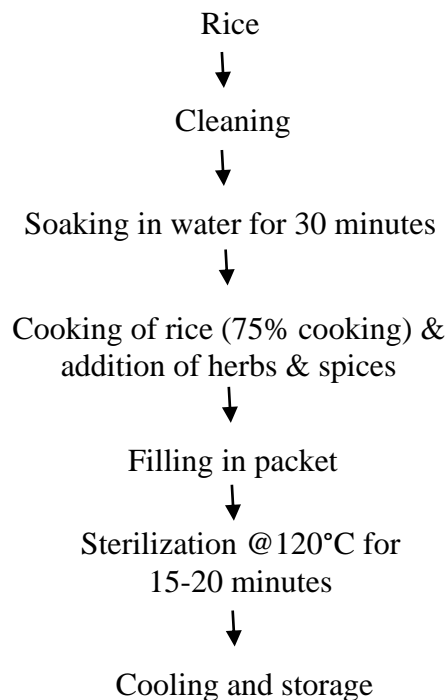 Rice
Cleaning
Soaking in water for 30 minutes
Cooking of rice (75% cooking) &
addition of herbs & spices
Filling in packet
Sterilization @120°C for
15-20 minutes
Cooling and storage